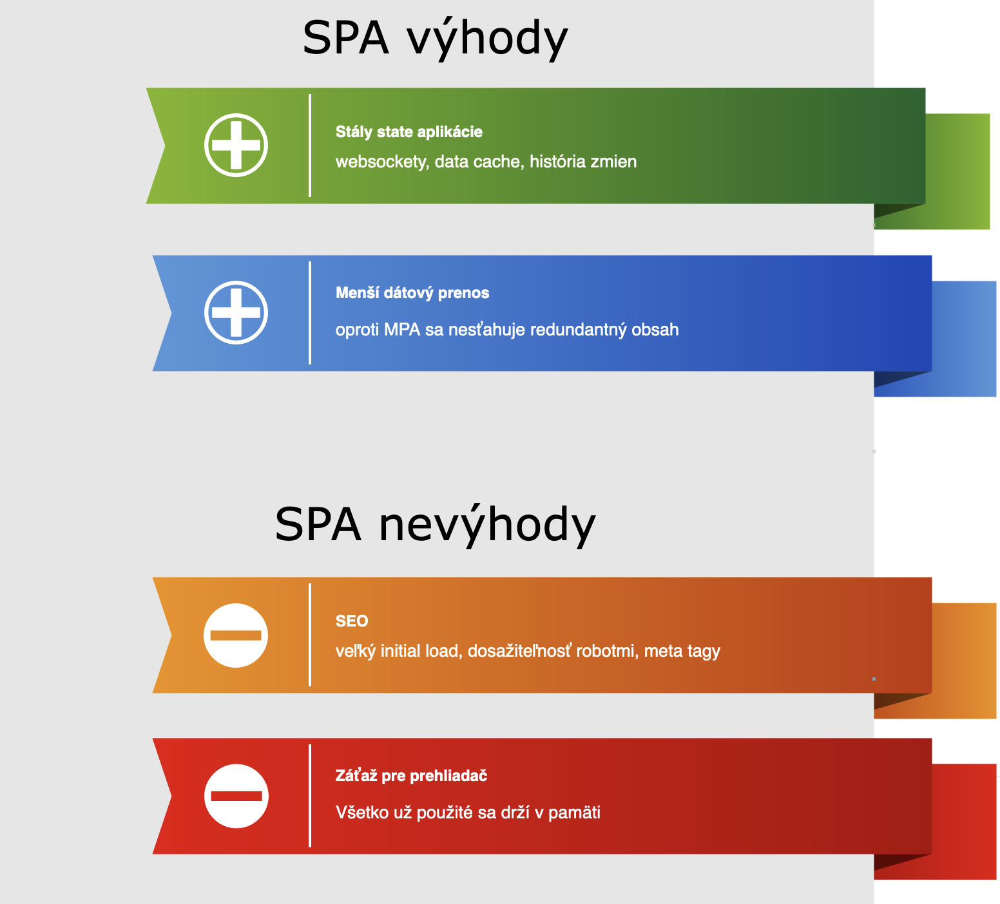 SPA výhody
Stály state aplikácie
websockety, data cache, história zmien
Menší dátový prenos
oproti MPA sa nesťahuje redundantný obsah
SPA nevýhody
SEO
veľký initial load, dosažiteľnosť robotmi, meta tagy
Záťaž pre prehliadač
Všetko už použité sa drží v pamäti